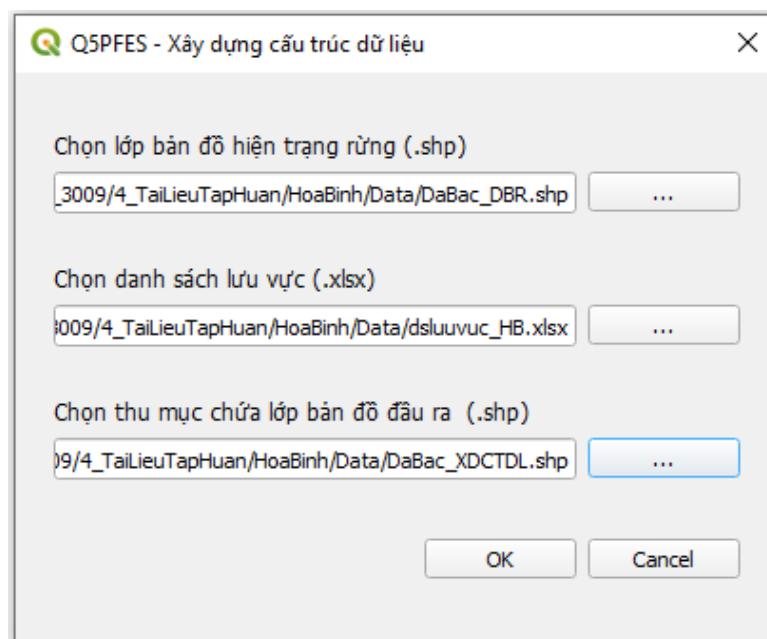 Q5PFES - Xây dựng cấu trúc dữ liệu
Chọn lớp bản đồ hiện trạng rừng (.shp)
_3009/4_TaiLieuTapHuan/HoaBinh/Data/DaBac_DBR.shp
...
Chọn danh sách lưu vực (.xlsx)
3009/4_TaiLieuTapHuan/HoaBinh/Data/dsluuvuc_HB.xlsx
...
Chọn thu mục chứa lớp bản đồ đầu ra (.shp)
09/4_TaiLieuTapHuan/HoaBinh/Data/DaBac_XDCTDL.shp
...
OK
Cancel